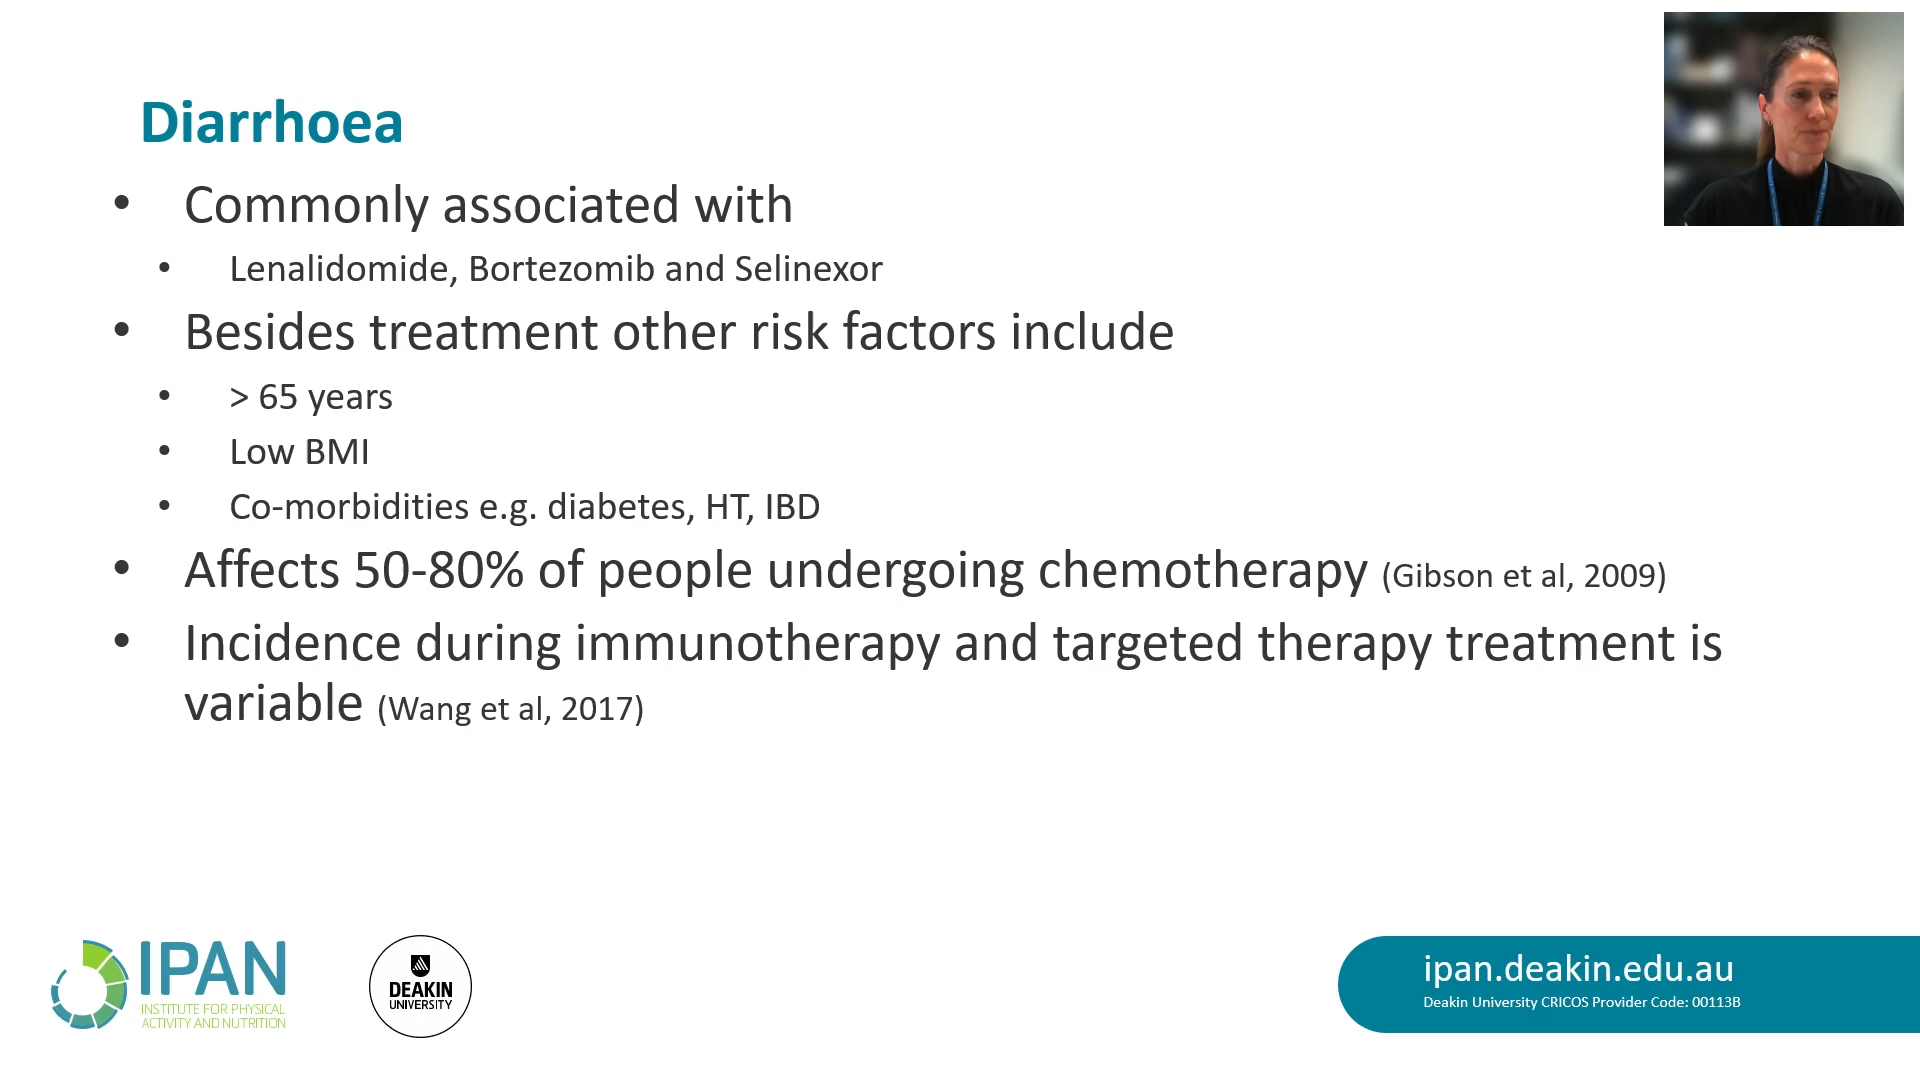 Diarrhoea
• Commonly associated with
• Lenalidomide, Bortezomib and Selinexor
• Besides treatment other risk factors include
• > 65 years
• Low BMI
• Co-morbidities e.g. diabetes, HT, IBD
• Affects 50-80% of people undergoing chemotherapy (Gibson et al, 2009)
• Incidence during immunotherapy and targeted therapy treatment is
variable (Wang et al, 2017)
IPAN
INSTITUTE FOR PHYSICAL
ACTIVITY AND NUTRITION
DEAKIN
UNIVERSITY
ipan.deakin.edu.au
Deakin University CRICOS Provider Code: 00113B